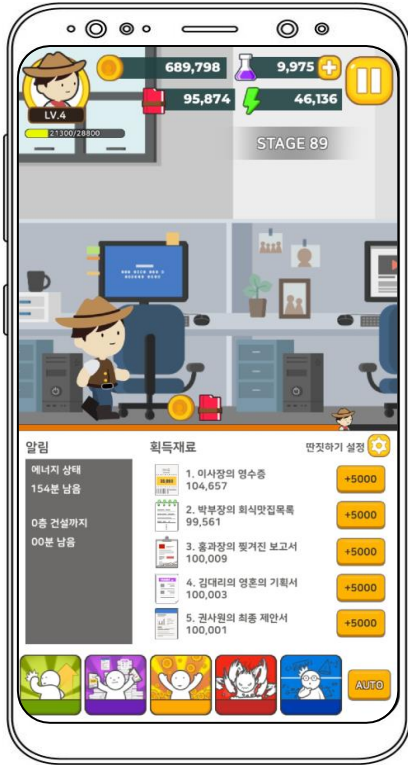 689,798
9,975
95,874
46,136
LV.4
21300/28800
STAGE 89
알림
획득재료
딴짓하기 설정
에너지 상태
154분 남음
0층 건설까지
00분 남음
1. 이사장의 영수증
104,657
+5000
2. 박부장의 회식맛집목록
99,561
+5000
3. 홍과장의 찢겨진 보고서
100,009
+5000
4. 김대리의 영혼의 기획서
100,003
+5000
5. 권사원의 최종 제안서
100,001
+5000
AUTO